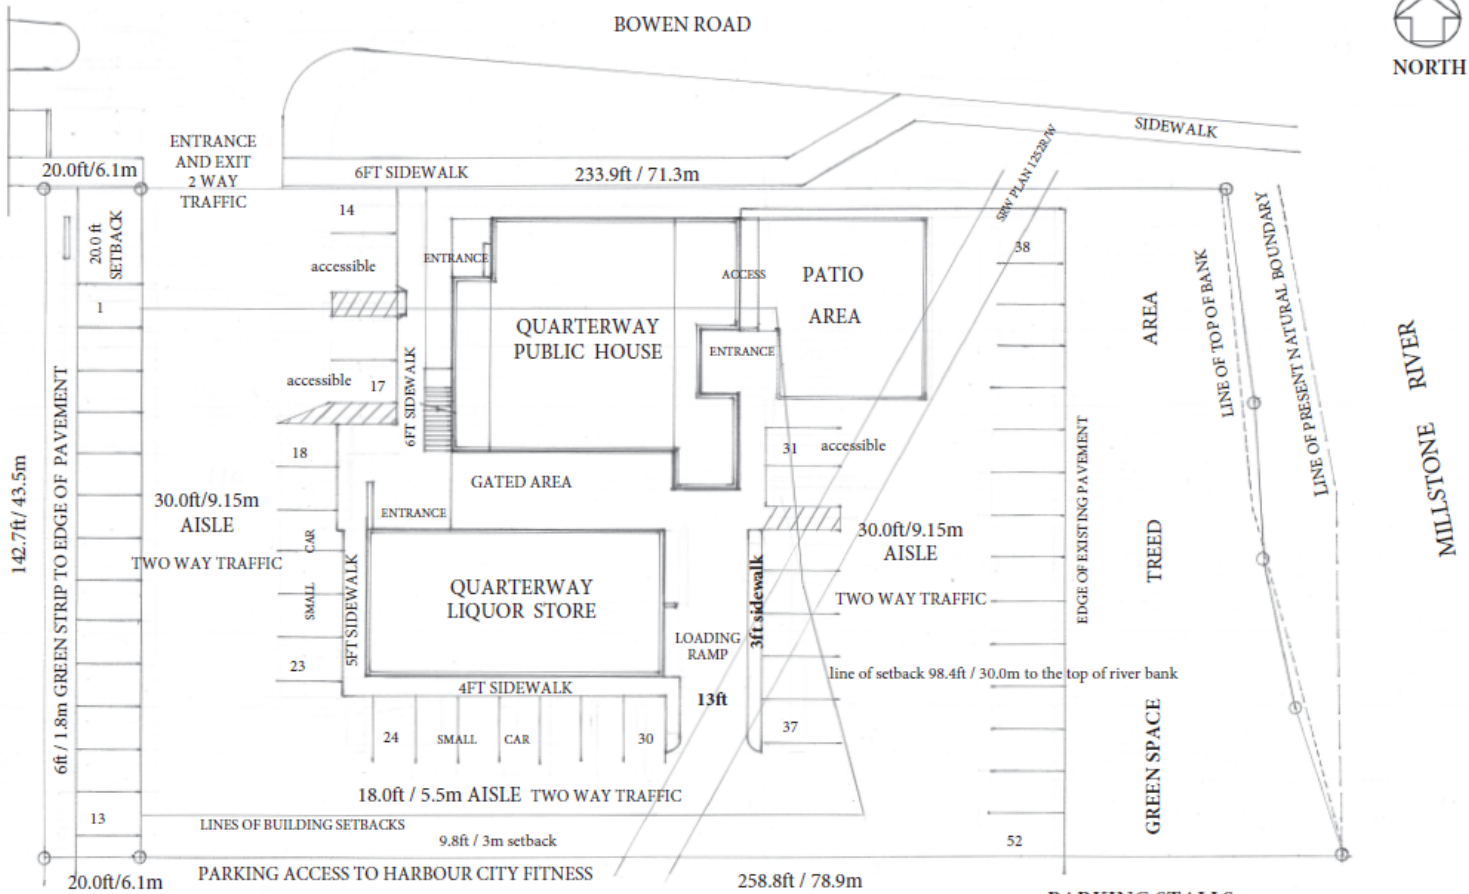 BOWEN ROAD
NORTH
SIDEWALK
ENTRANCE
AND EXIT
2 WAY
TRAFFIC
20.0ft/6.1m
6FT SIDEWALK
233.9ft / 71.3m
SRW PLAN 1252R/W
14
20.0 ft
SETBACK
ENTRANCE
accessible
ACCESS
PATIO
AREA
38
1
QUARTERWAY
PUBLIC HOUSE
ENTRANCE
AREA
LINE OF TOP OF BANK
LINE OF PRESENT NATURAL BOUNDARY
MILLSTONE RIVER
accessible
17
6FT SIDEWALK
18
31
accessible
GATED AREA
ENTRANCE
142.7ft/ 43.5m
6ft / 1.8m GREEN STRIP TO EDGE OF PAVEMENT
30.0ft/9.15m
AISLE
TWO WAY TRAFFIC
SMALL CAR
5FT SIDEWALK
QUARTERWAY
LIQUOR STORE
3ft sidewalk
30.0ft/9.15m
AISLE
TWO WAY TRAFFIC
EDGE OF EXISTING PAVEMENT
TREED
LOADING
RAMP
23
line of setback 98.4ft / 30.0m to the top of river bank
4FT SIDEWALK
13ft
24
SMALL CAR
30
37
GREEN SPACE
18.0ft / 5.5m AISLE TWO WAY TRAFFIC
13
LINES OF BUILDING SETBACKS
9.8ft / 3m setback
52
20.0ft/6.1m
PARKING ACCESS TO HARBOUR CITY FITNESS
258.8ft / 78.9m
PARKING STALLS